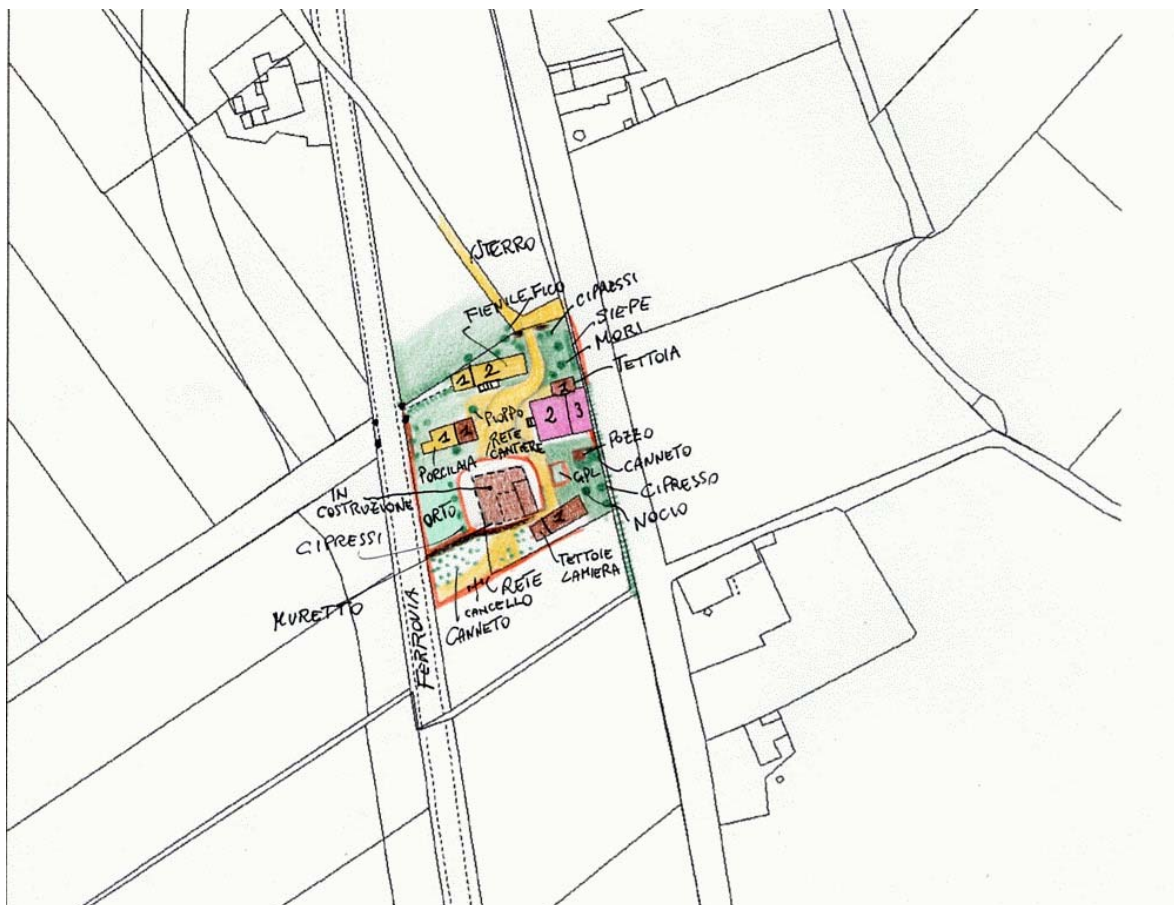 STERRO
FIENILE
FICO
CIPRESSI
SIEPE
MORI
TETTOIA
1 2
1
2 3
PIOPPO
1 1
RETE
CANTIERE
PORCILAIA
POZZO
CANNETO
GPL
CIPRESSO
NOCIO
IN
COSTRUZIONE
ORTO
CIPRESSI
1
TETTOIE
LAMIERA
MURETTO
RETE
CANCELLO
CANNETO
FERROVIA